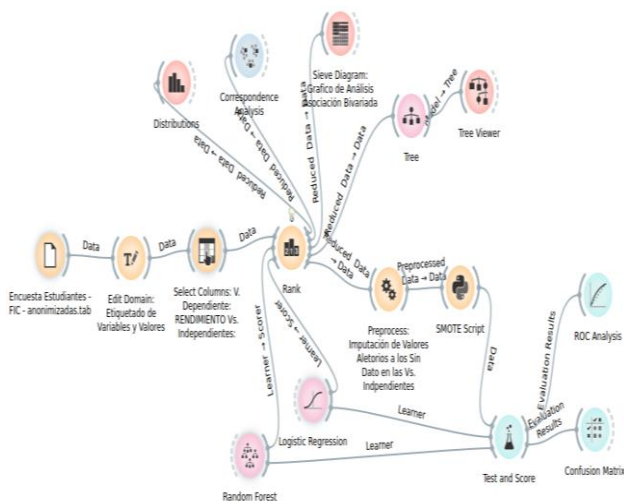 Sieve Diagram:
Grafico de Análisis
Asociación Bivariada
Correspondence
Analysis
Distributions
Tree
Tree Viewer
Model → Tree
Reduced Data → Data
Reduced Data → Data
Reduced Data → Data
Reduced Data → Data
Reduced Data
→ Data
Data
Data
Data
Encuesta Estudiantes -
FIC - anonimizadas.tab
Edit Domain:
Etiquetado de
Variables y Valores
Select Columns: V.
Dependiente:
RENDIMIENTO Vs.
Independientes:
Rank
Preprocessed
Data → Data
Preprocess:
Imputación de Valores
Aletorios a los Sin
Dato en las Vs.
Indpendientes
SMOTE Script
Data
Learner → Scorer
Learner → Scorer
Logistic Regression
Random Forest
Learner
Learner
Test and Score
Evaluation Results
Evaluation
Results
ROC Analysis
Confusion Matrix